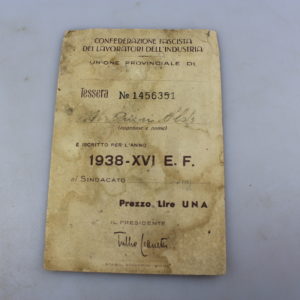 CONFEDERAZIONE FASCISTA
DEI LAVORATORI DELL'INDUSTRIA
UNIONE PROVINCIALE DI
Tessera No 1456351
(cognome e nome)
È ISCRITTO PER L'ANNO
1938-XVI E. F.
al SINDACATO
Prezzo Lire UNA
IL PRESIDENTE